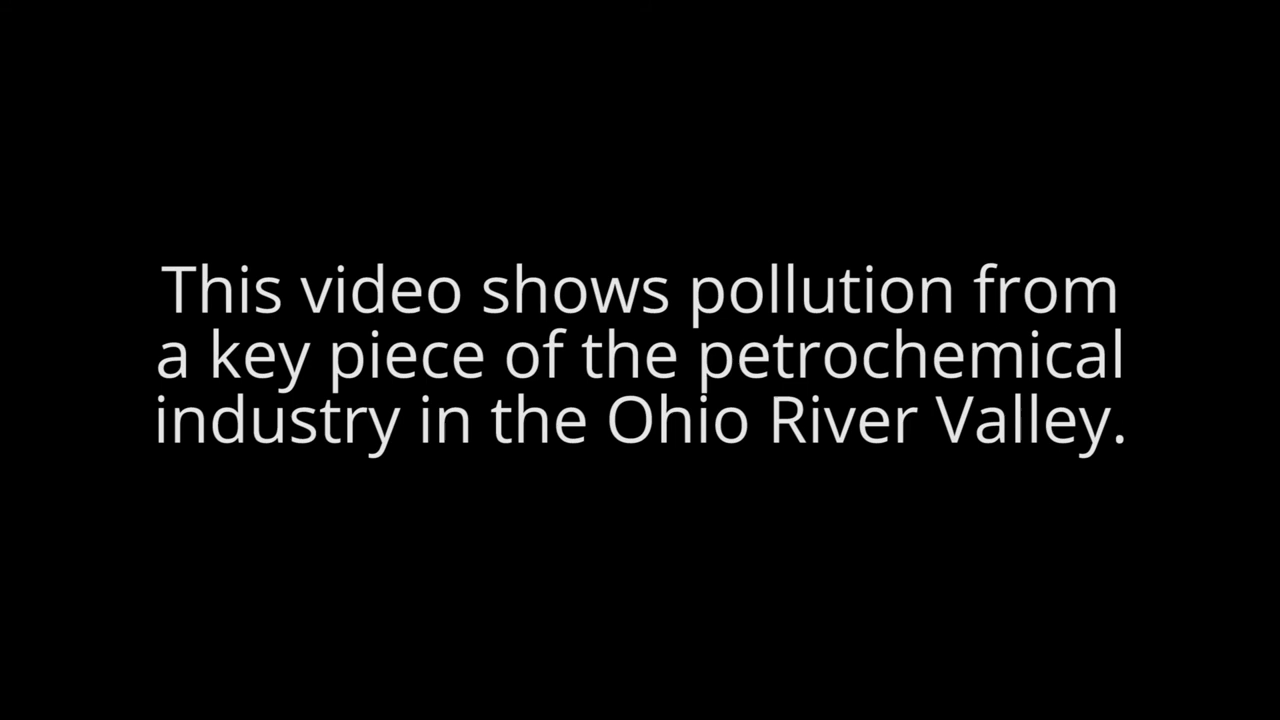 This video shows pollution from
a key piece of the petrochemical
industry in the Ohio River Valley.